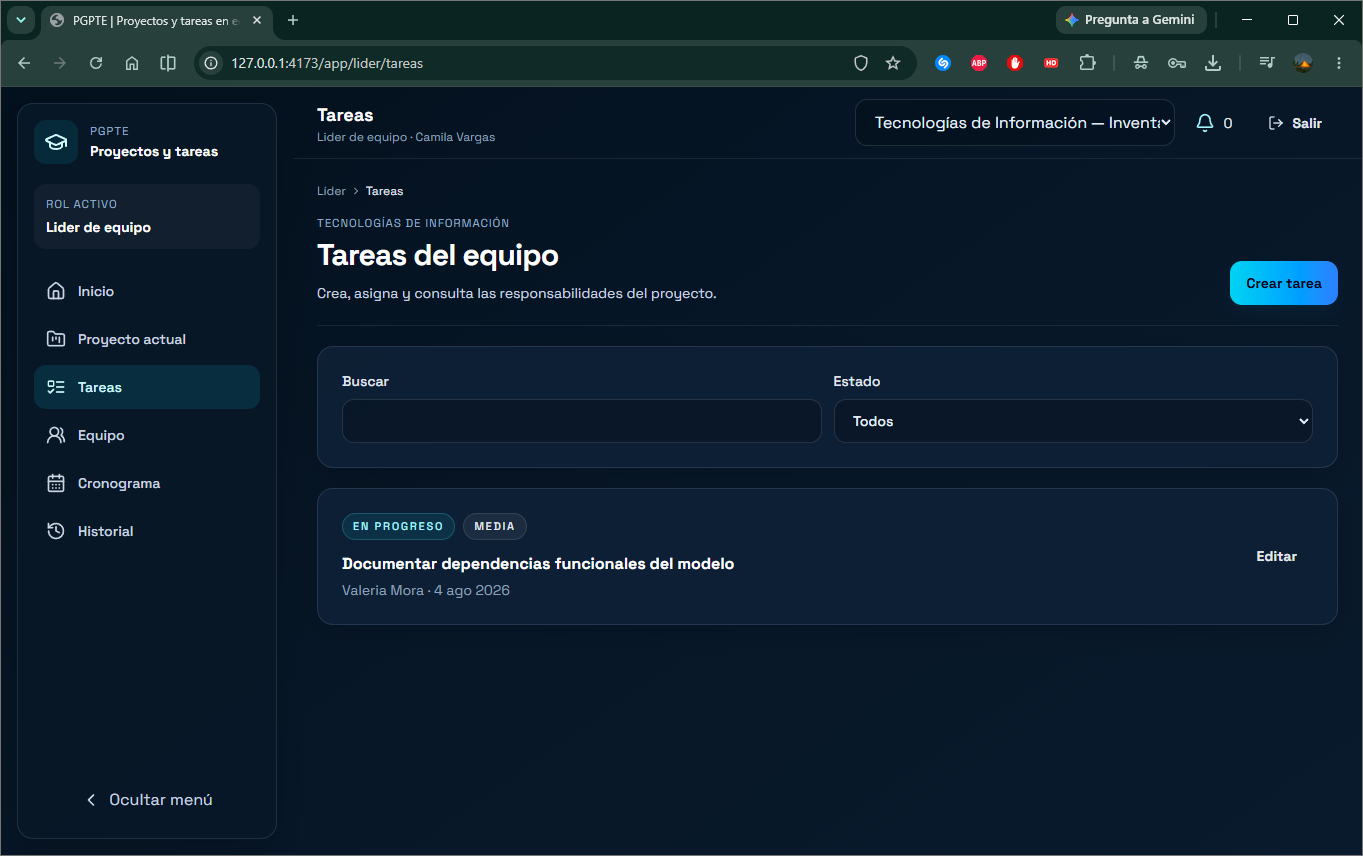 PGPTE | Proyectos y tareas en e
Pregunta a Gemini
127.0.0.1:4173/app/lider/tareas
ABP
HD
PGPTE
Proyectos y tareas
ROL ACTIVO
Lider de equipo
Inicio
Proyecto actual
Tareas
Equipo
Cronograma
Historial
Ocultar menú
Tareas
Lider de equipo · Camila Vargas
Tecnologías de Información — Inventa
0
Salir
Lider > Tareas
TECNOLOGÍAS DE INFORMACIÓN
Tareas del equipo
Crea, asigna y consulta las responsabilidades del proyecto.
Crear tarea
Buscar
Estado
Todos
EN PROGRESO
MEDIA
Documentar dependencias funcionales del modelo
Valeria Mora · 4 ago 2026
Editar